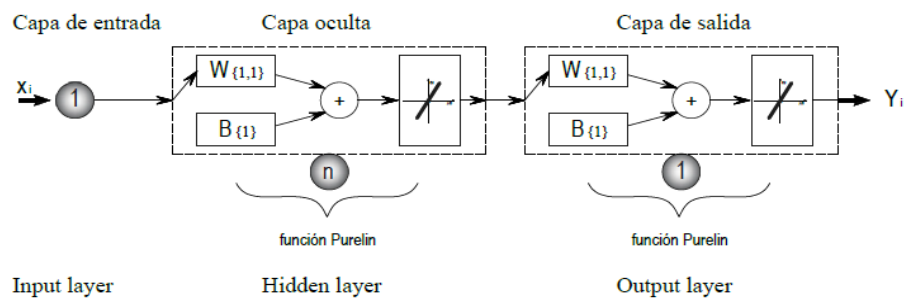 Capa de entrada Capa oculta Capa de salida
W{1,1} W{1,1}
Xi 1 + + Yi
B{1} B{1}
n 1
función Purelin función Purelin
Input layer Hidden layer Output layer